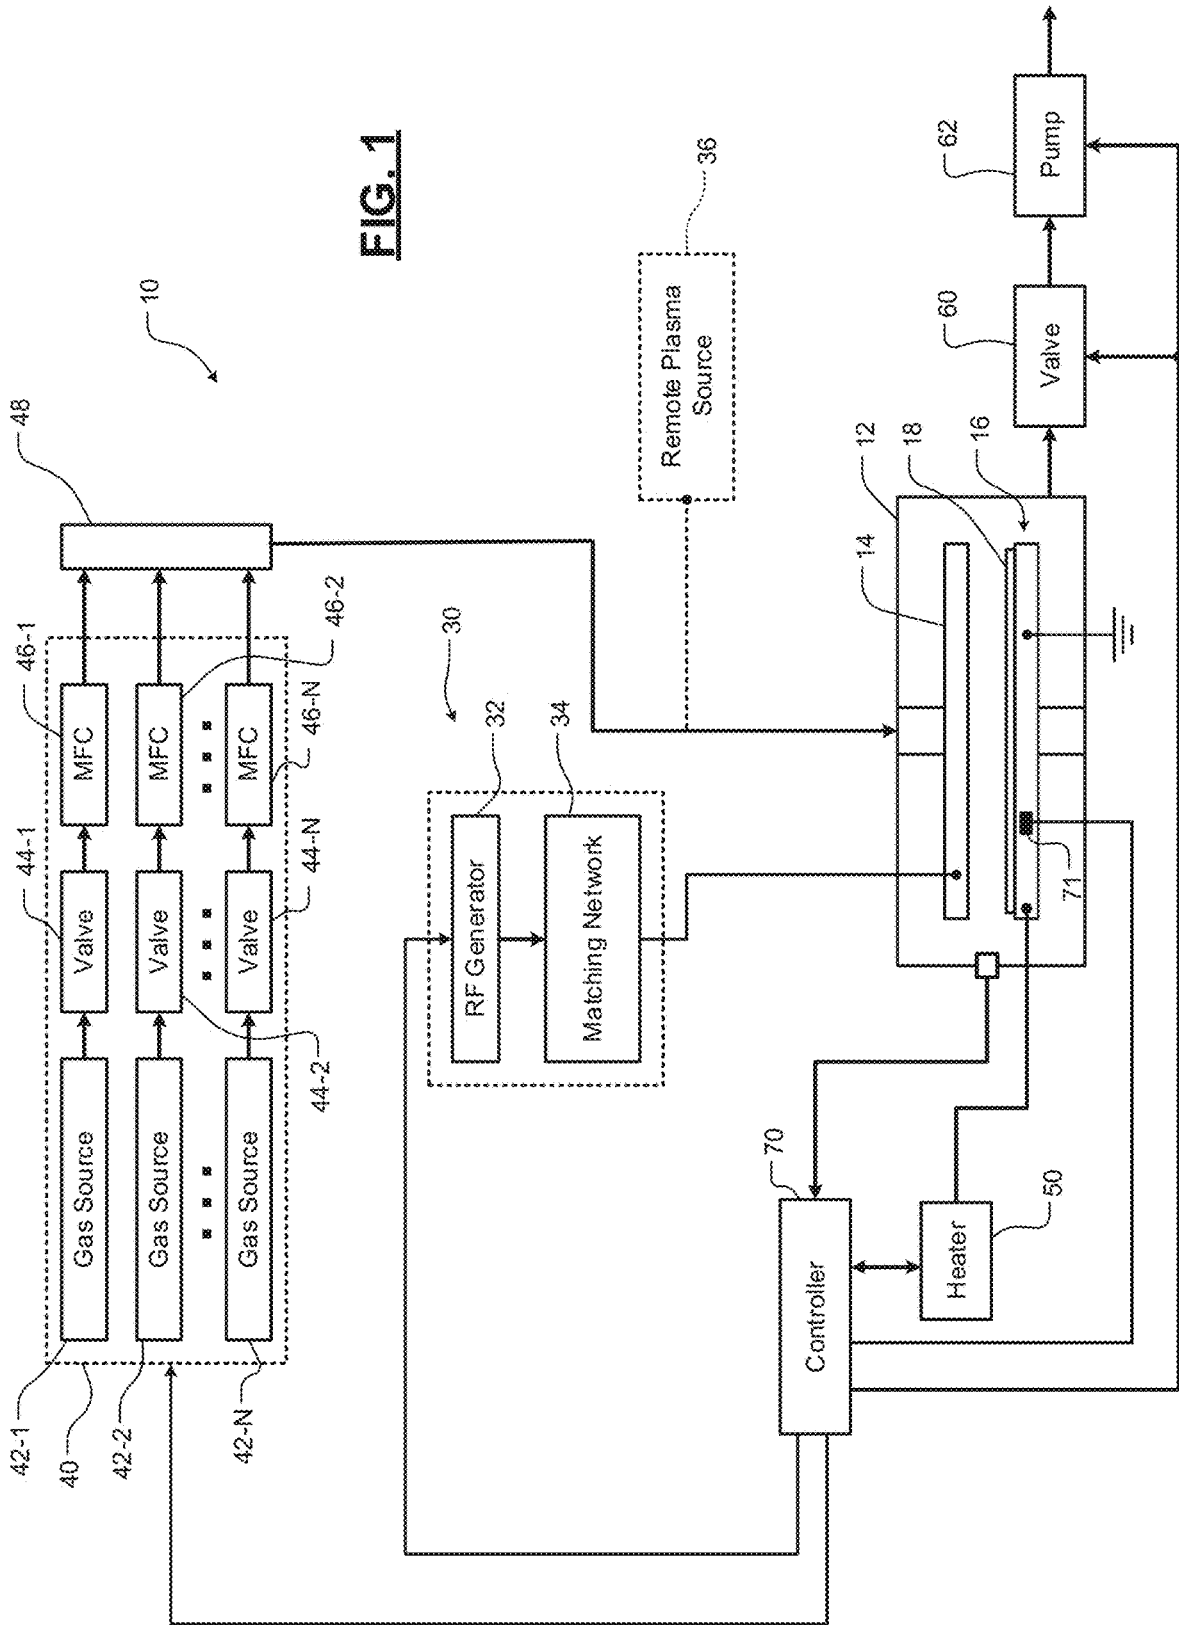 42-1
44-1
46-1
48
40
Gas Source
Valve
MFC
42-2
10
Gas Source
Valve
MFC
42-N
Gas Source
Valve
MFC
44-2
44-N
46-N
46-2
FIG. 1
30
32
RF Generator
34
Matching Network
Remote Plasma
Source
36
70
Controller
14
12
18
16
60
62
Heater
50
71
Valve
Pump